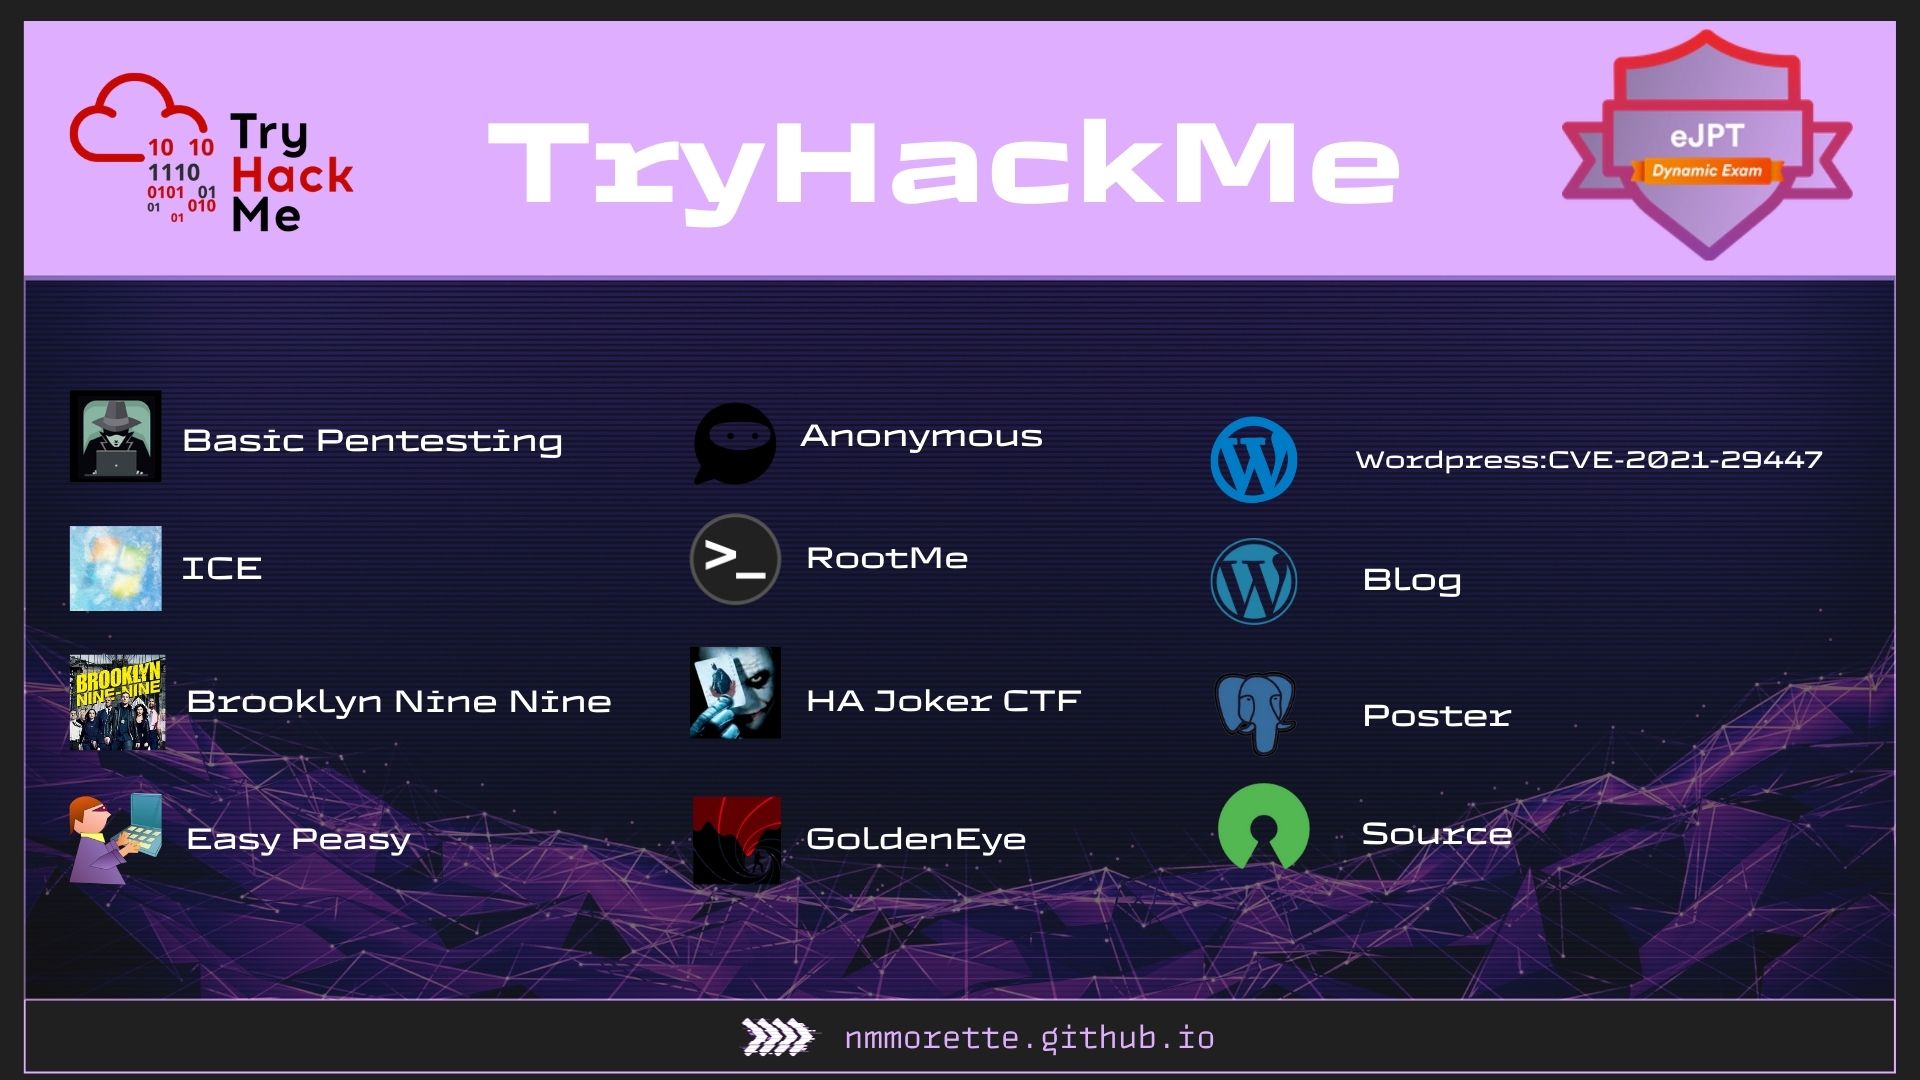 10 10
1110
0101 01
01 010
01
Try
Hack
Me
TryHackMe
eJPT
Dynamic Exam
Basic Pentesting
ICE
BROOKLYN
NINE-NINE
Brooklyn Nine Nine
Easy Peasy
Anonymous
>_ RootMe
HA Joker CTF
GoldenEye
Wordpress:CVE-2021-29447
Blog
Poster
Source
nmmorette.github.io